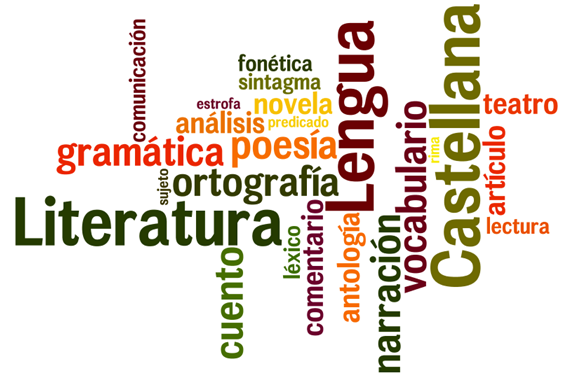 comunicación
fonética
sintagma
estrofa
novela
análisis
predicado
gramática
poesía
sujeto
ortografía
Literatura
Lengua
Castellana
teatro
vocabulario
rima
artículo
lectura
cuento
léxico
comentario
antología
narración